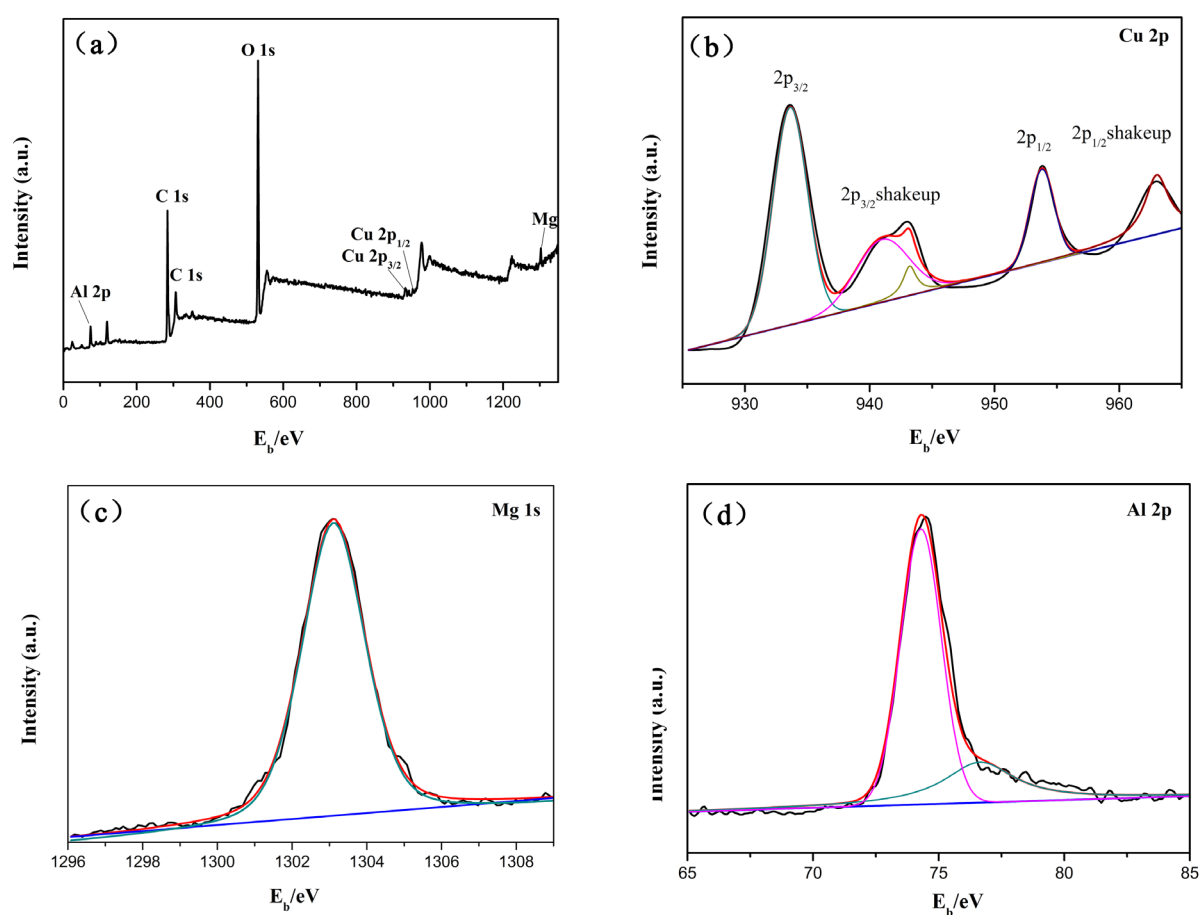 （a）
O 1s
C 1s
C 1s
Al 2p
Cu 2p1/2
Cu 2p3/2
Mg
Intensity (a.u.)
0 200 400 600 800 1000 1200
Eb/eV
（b）
Cu 2p
2p3/2
2p3/2shakeup
2p1/2
2p1/2shakeup
Intensity (a.u.)
930 940 950 960
Eb/eV
（c）
Mg 1s
Intensity (a.u.)
1296 1298 1300 1302 1304 1306 1308
Eb/eV
（d）
Al 2p
Intensity (a.u.)
65 70 75 80 85
Eb/eV